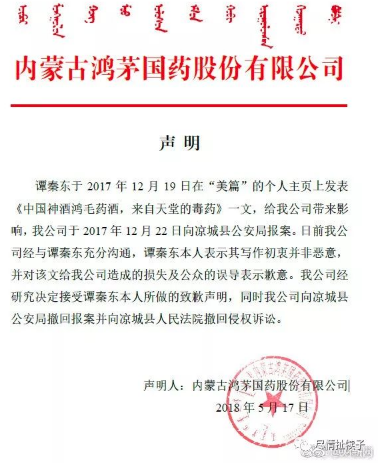 内蒙古鸿茅国药股份有限公司
声 明
谭秦东于 2017 年 12 月 19 日在“美篇”的个人主页上发表
《中国神酒鸿毛药酒，来自天堂的毒药》一文，给我公司带来影
响，我公司于 2017 年 12 月 22 日向凉城县公安局报案。日前我公
司经与谭秦东充分沟通，谭秦东本人表示其写作初衷并非恶意，
并对该文给我公司造成的损失及公众的误导表示歉意。我公司经
研究决定接受谭秦东本人所做的致歉声明，同时我公司向凉城县
公安局撤回报案并向凉城县人民法院撤回侵权诉讼。
声明人：内蒙古鸿茅国药股份有限公司
2018 年 5 月 17 日
尽情扯筷子